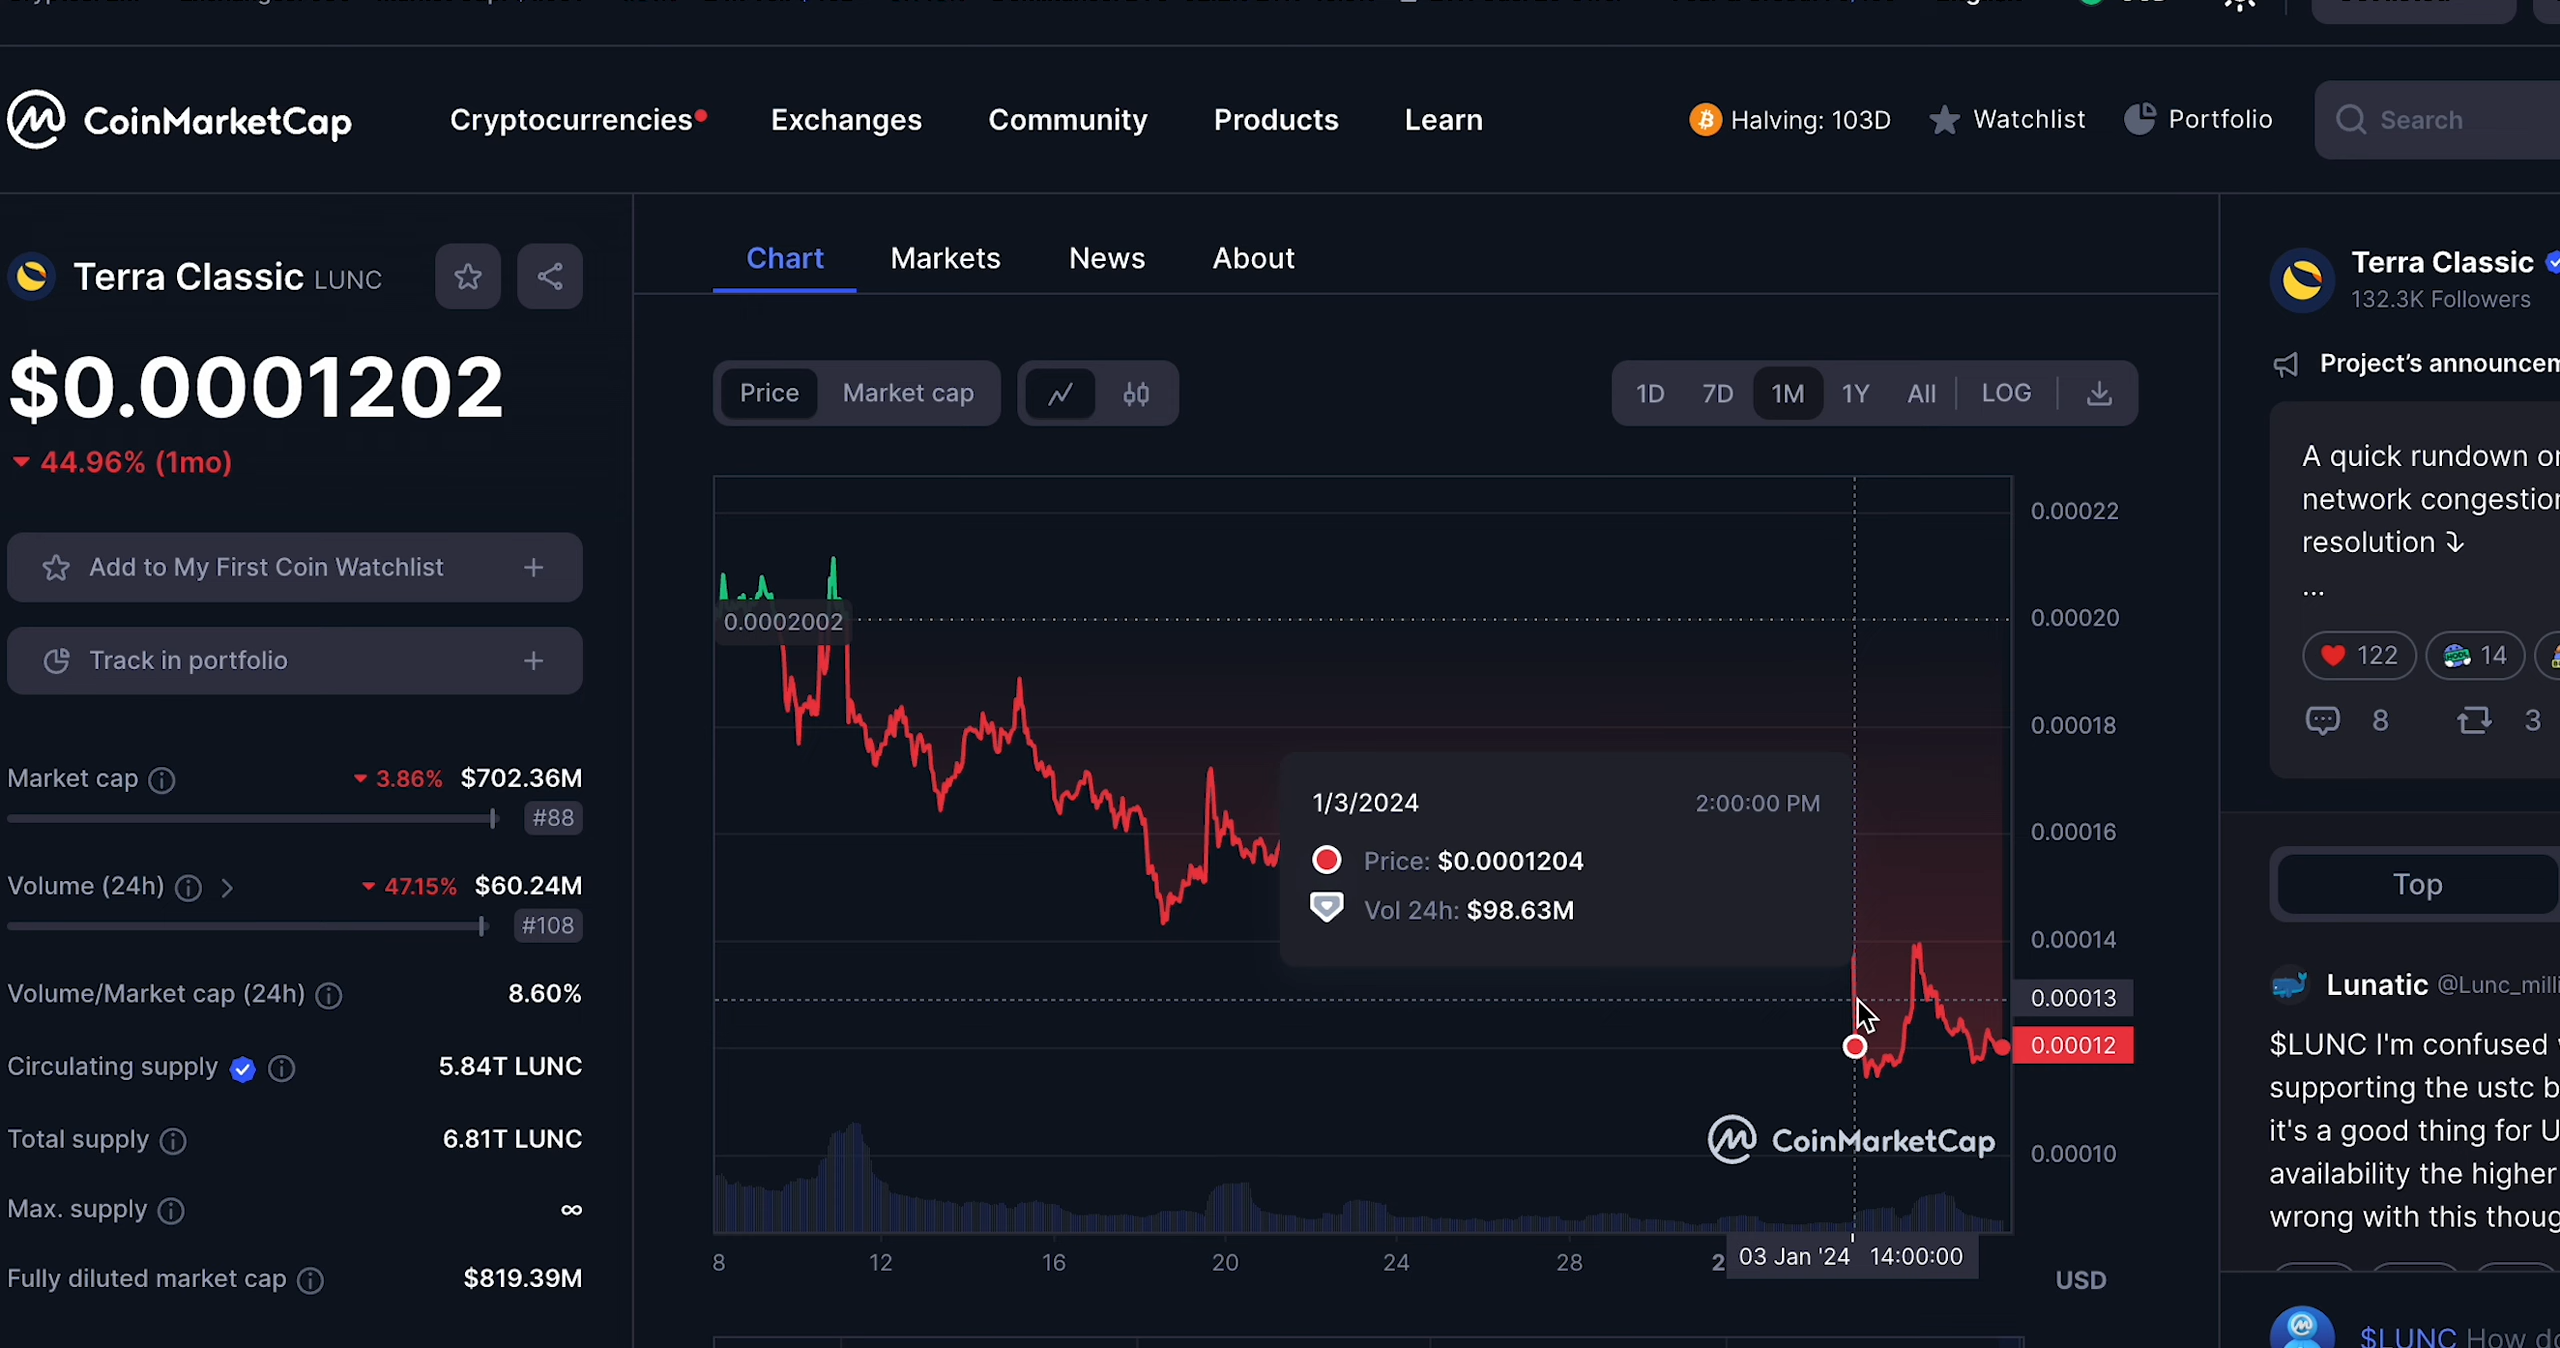 CoinMarketCap
Cryptocurrencies
Exchanges
Community
Products
Learn
Halving: 103D
Watchlist
Portfolio
Search
Terra Classic LUNC
$0.0001202
44.96% (1mo)
Add to My First Coin Watchlist +
Track in portfolio +
Market cap 3.86% $702.36M
#88
Volume (24h) 47.15% $60.24M
#108
Volume/Market cap (24h) 8.60%
Circulating supply 5.84T LUNC
Total supply 6.81T LUNC
Max. supply ∞
Fully diluted market cap $819.39M
Chart
Markets
News
About
Price
Market cap
1D 7D 1M 1Y All LOG
0.0002002
1/3/2024 2:00:00 PM
Price: $0.0001204
Vol 24h: $98.63M
0.00022
0.00020
0.00018
0.00016
0.00014
0.00013
0.00012
0.00010
CoinMarketCap
8 12 16 20 24 28 2
03 Jan '24 14:00:00
USD
Terra Classic
132.3K Followers
Project's announcem
A quick rundown o
network congestion
resolution ⤵
...
122 14
8 3
Top
Lunatic @Lunc_milli
$LUNC I'm confused
supporting the ustc b
it's a good thing for U
availability the higher
wrong with this thoug
$LUNC How do